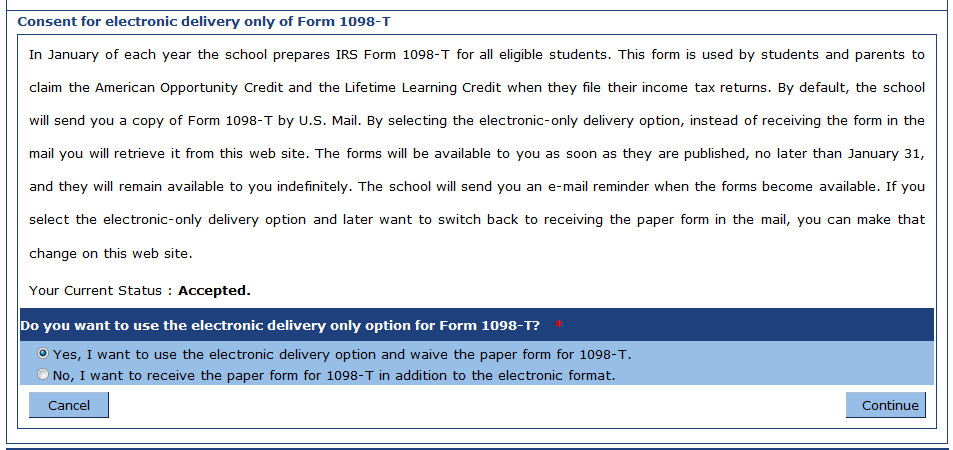 Consent for electronic delivery only of Form 1098-T
In January of each year the school prepares IRS Form 1098-T for all eligible students. This form is used by students and parents to
claim the American Opportunity Credit and the Lifetime Learning Credit when they file their income tax returns. By default, the school
will send you a copy of Form 1098-T by U.S. Mail. By selecting the electronic-only delivery option, instead of receiving the form in the
mail you will retrieve it from this web site. The forms will be available to you as soon as they are published, no later than January 31,
and they will remain available to you indefinitely. The school will send you an e-mail reminder when the forms become available. If you
select the electronic-only delivery option and later want to switch back to receiving the paper form in the mail, you can make that
change on this web site.
Your Current Status : Accepted.
Do you want to use the electronic delivery only option for Form 1098-T? *
Yes, I want to use the electronic delivery option and waive the paper form for 1098-T.
No, I want to receive the paper form for 1098-T in addition to the electronic format.
Cancel Continue